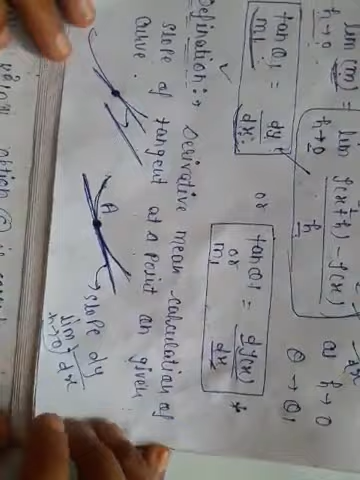 lim (m) = lim f(x+h) - f(x) / h as h→0
h→0 h→0 θ → θ1
tan θ1 = dy / dx or tan θ1 = df(x) / dx
m1 or m1
Definition:→ Derivative mean calculation of
slope of tangent at a point on given
curve.
A
slope dy / dx
lim h→0